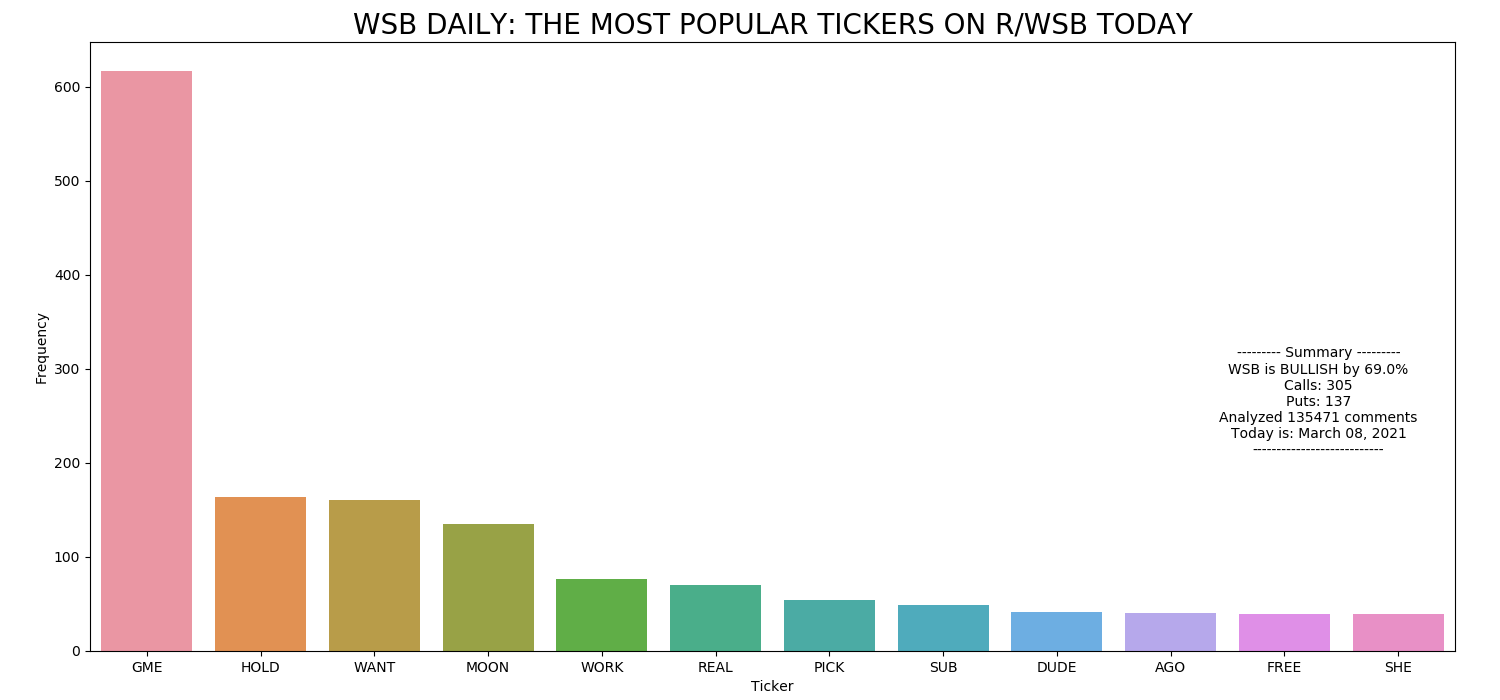 WSB DAILY: THE MOST POPULAR TICKERS ON R/WSB TODAY
Frequency
600
500
400
300
200
100
0
--------- Summary ---------
WSB is BULLISH by 69.0%
Calls: 305
Puts: 137
Analyzed 135471 comments
Today is: March 08, 2021
---------------------------
GME HOLD WANT MOON WORK REAL PICK SUB DUDE AGO FREE SHE
Ticker